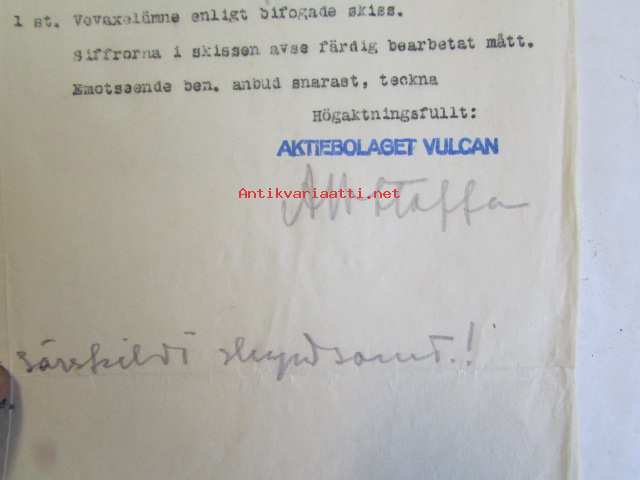 1 st. Vevaxelämne enligt bifogade skiss.
Siffrorna i skissen avse färdig bearbetat mått.
Emotseende ben. anbud snarast, teckna
Högaktningsfullt:
AKTIEBOLAGET VULCAN
Antikvariaatti.net
särskildt skyndsamt.!